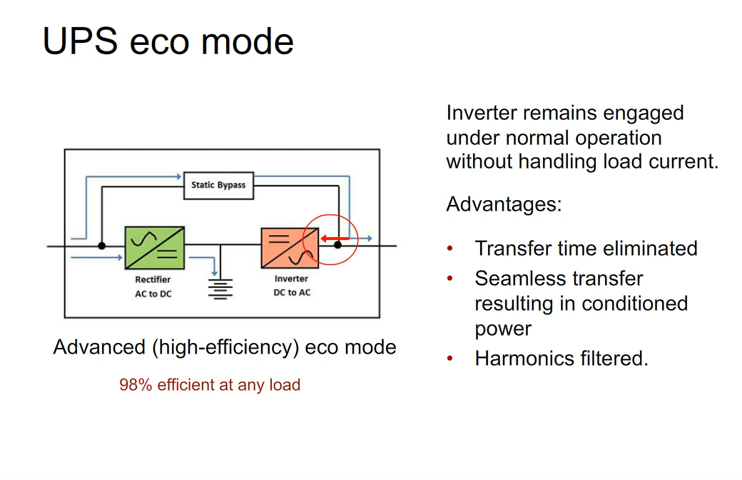 UPS eco mode
Inverter remains engaged
under normal operation
without handling load current.
Advantages:
• Transfer time eliminated
• Seamless transfer
resulting in conditioned
power
• Harmonics filtered.
Static Bypass
Rectifier
AC to DC
Inverter
DC to AC
Advanced (high-efficiency) eco mode
98% efficient at any load